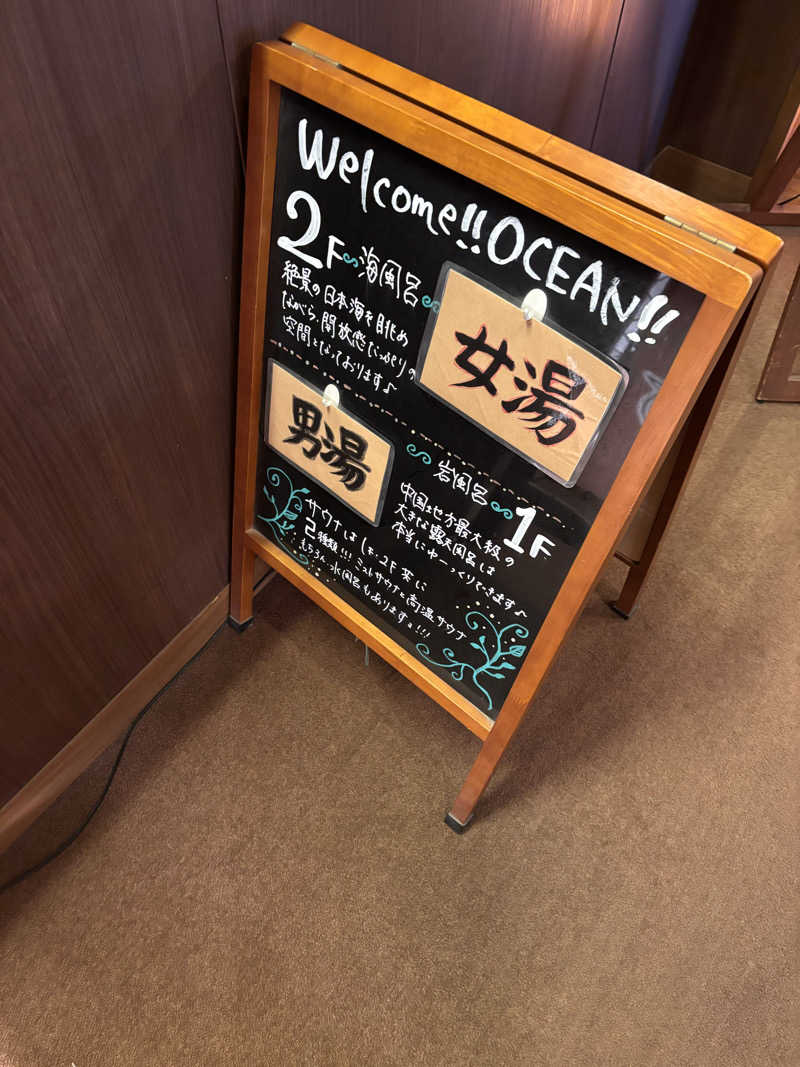 Welcome!! OCEAN!!
2F 海風呂
絶景の日本海を眺め
ながら、開放感たっぷりの
空間となっております♪
女湯
男湯
岩風呂 1F
中国地方最大級の
大きな露天風呂は
本当にゆーっくりできます♪
サウナは1F・2F共に
2種類!!! ミストサウナと高温サウナ
もちろん水風呂もあります!!!